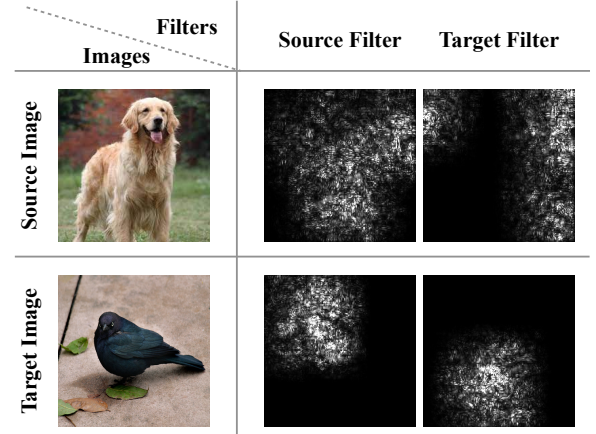 Filters
Images
Source Filter
Target Filter
Source Image
Target Image